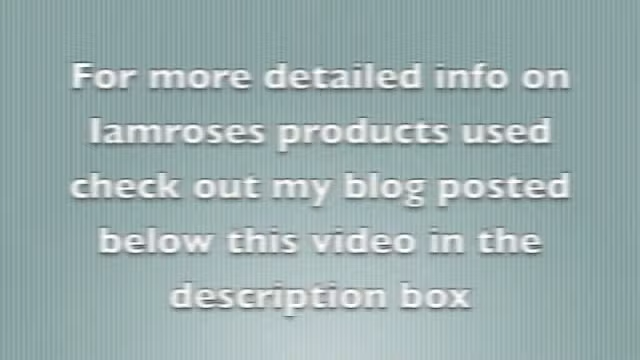 For more detailed info on
Iamroses products used
check out my blog posted
below this video in the
description box